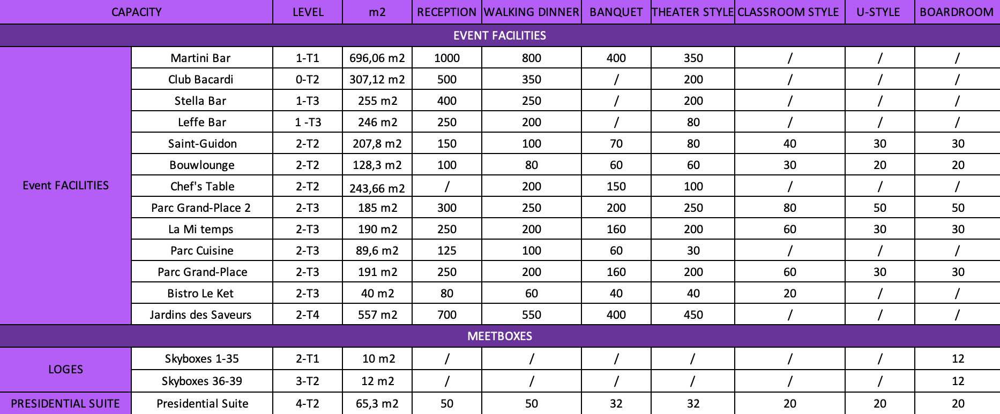 CAPACITY LEVEL m2 RECEPTION WALKING DINNER BANQUET THEATER STYLE CLASSROOM STYLE U-STYLE BOARDROOM
EVENT FACILITIES
Event FACILITIES
Martini Bar 1-T1 696,06 m2 1000 800 400 350 / / /
Club Bacardi 0-T2 307,12 m2 500 350 / 200 / / /
Stella Bar 1-T3 255 m2 400 250 / 200 / / /
Leffe Bar 1 -T3 246 m2 250 200 / 80 / / /
Saint-Guidon 2-T2 207,8 m2 150 100 70 80 40 30 30
Bouwlounge 2-T2 128,3 m2 100 80 60 60 30 20 20
Chef's Table 2-T2 243,66 m2 / 200 150 100 / / /
Parc Grand-Place 2 2-T3 185 m2 300 250 200 250 80 50 50
La Mi temps 2-T3 190 m2 250 200 160 200 60 30 30
Parc Cuisine 2-T3 89,6 m2 125 100 60 30 / / /
Parc Grand-Place 2-T3 191 m2 250 200 160 200 60 30 30
Bistro Le Ket 2-T3 40 m2 80 60 40 40 20 / /
Jardins des Saveurs 2-T4 557 m2 700 550 400 450 / / /
MEETBOXES
LOGES
Skyboxes 1-35 2-T1 10 m2 / / / / / / 12
Skyboxes 36-39 3-T2 12 m2 / / / / / / 12
PRESIDENTIAL SUITE Presidential Suite 4-T2 65,3 m2 50 50 32 32 20 20 20